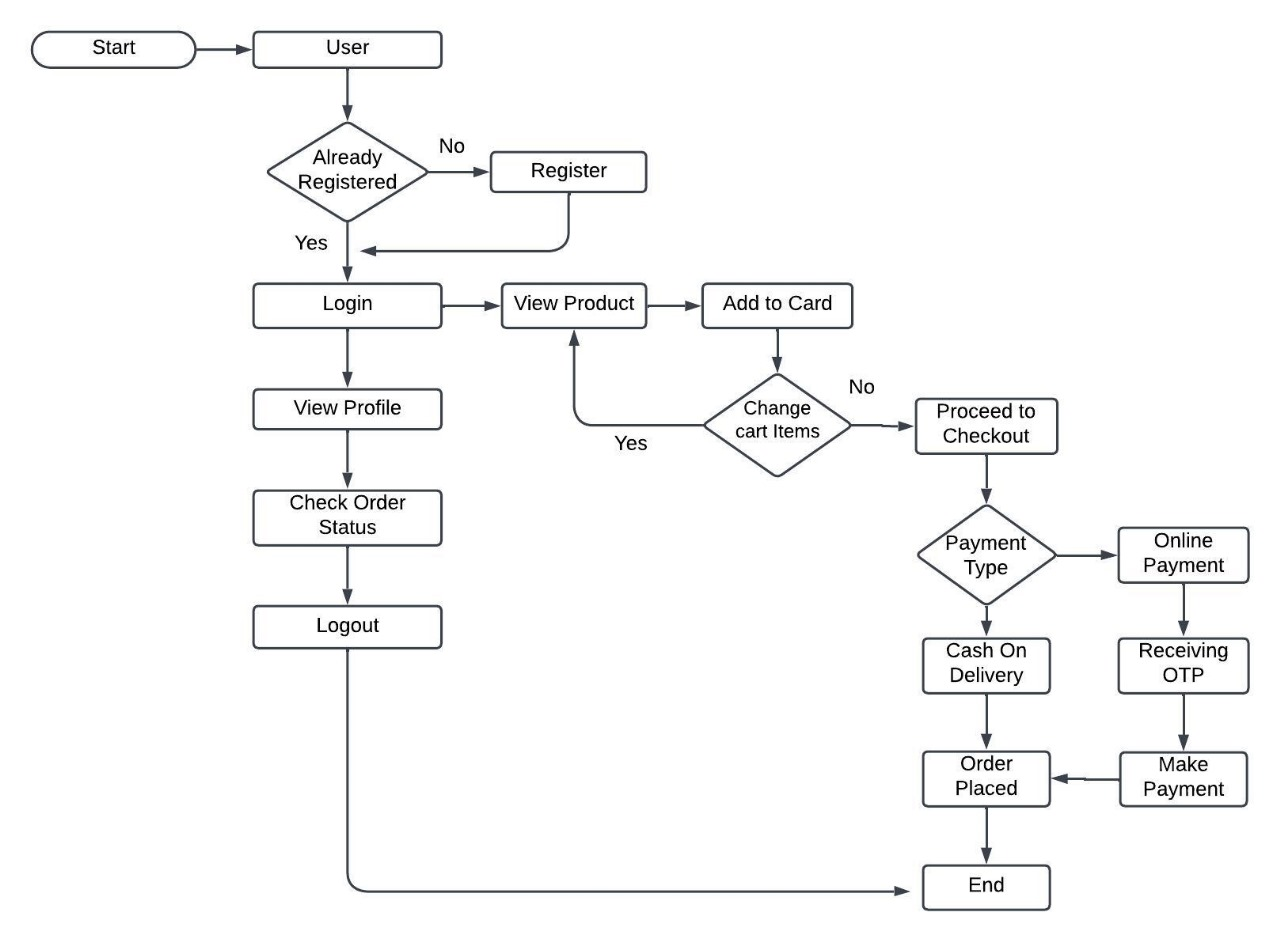 Start
User
Already
Registered
No
Register
Yes
Login
View Product
Add to Card
View Profile
Change
cart Items
No
Yes
Proceed to
Checkout
Check Order
Status
Payment
Type
Online
Payment
Logout
Cash On
Delivery
Receiving
OTP
Order
Placed
Make
Payment
End